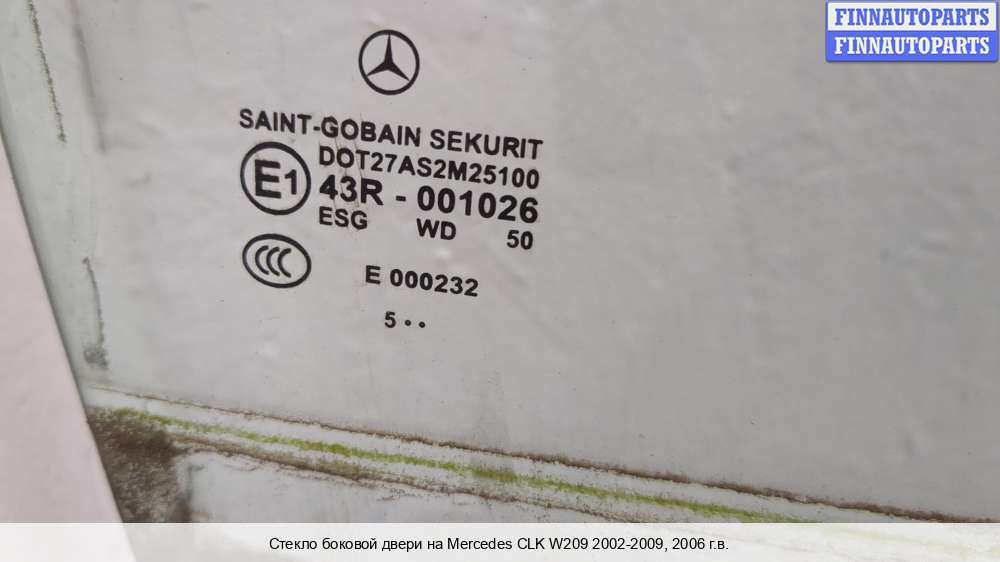 FINNAUTOPARTS
FINNAUTOPARTS
SAINT-GOBAIN SEKURIT
DOT27AS2M25100
E1 43R - 001026
ESG WD 50
CCC
E 000232
5 • •
Стекло боковой двери на Mercedes CLK W209 2002-2009, 2006 г.в.